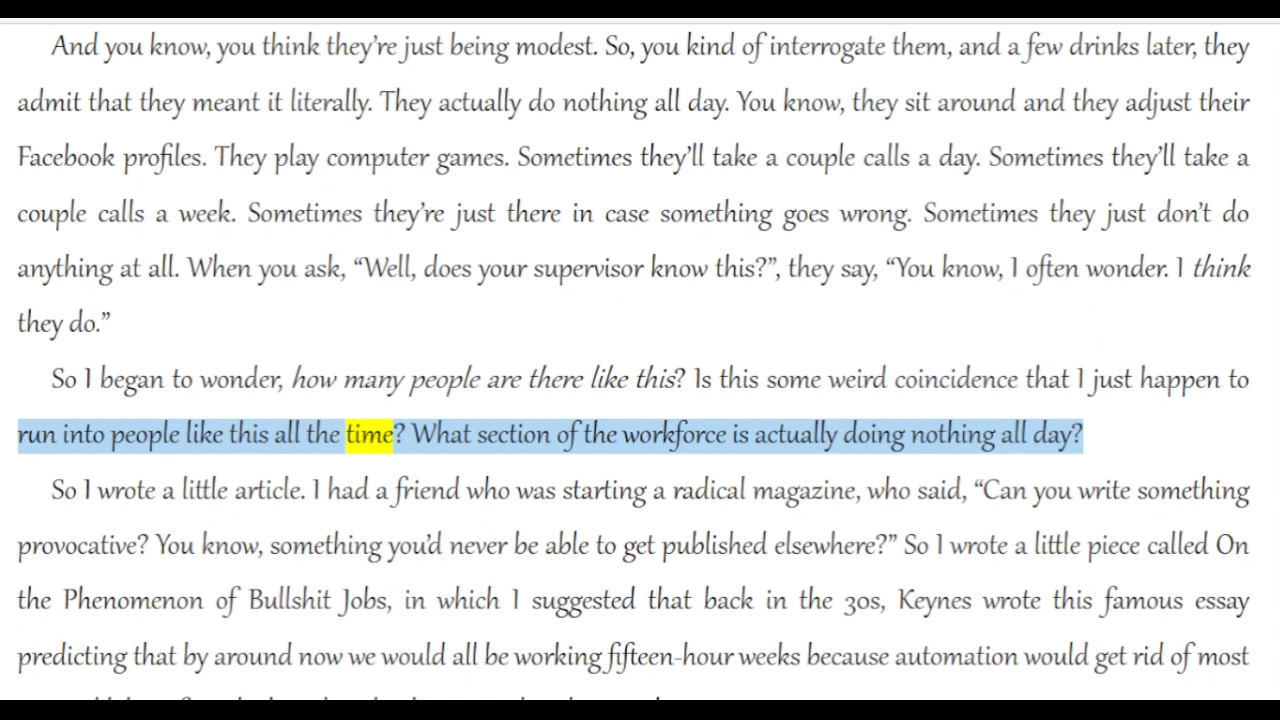 And you know, you think they’re just being modest. So, you kind of interrogate them, and a few drinks later, they
admit that they meant it literally. They actually do nothing all day. You know, they sit around and they adjust their
Facebook profiles. They play computer games. Sometimes they’ll take a couple calls a day. Sometimes they’ll take a
couple calls a week. Sometimes they’re just there in case something goes wrong. Sometimes they just don’t do
anything at all. When you ask, “Well, does your supervisor know this?”, they say, “You know, I often wonder. I think
they do.”
So I began to wonder, how many people are there like this? Is this some weird coincidence that I just happen to
run into people like this all the time? What section of the workforce is actually doing nothing all day?
So I wrote a little article. I had a friend who was starting a radical magazine, who said, “Can you write something
provocative? You know, something you’d never be able to get published elsewhere?” So I wrote a little piece called On
the Phenomenon of Bullshit Jobs, in which I suggested that back in the 30s, Keynes wrote this famous essay
predicting that by around now we would all be working fifteen-hour weeks because automation would get rid of most